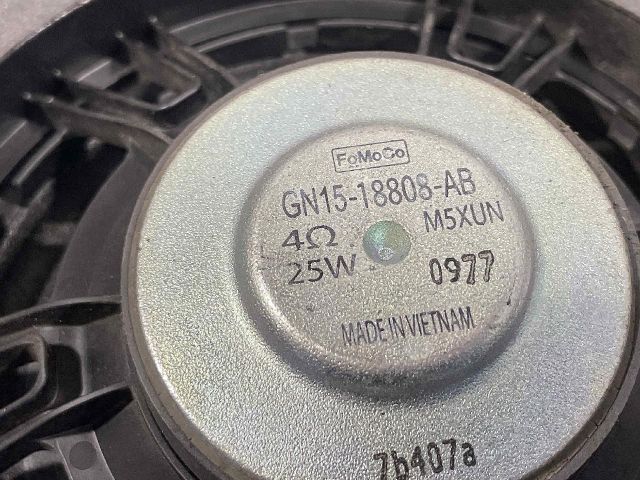 FoMoCo
GN15-18808-AB
4Ω M5XUN
25W 0977
MADE IN VIETNAM
7b407a